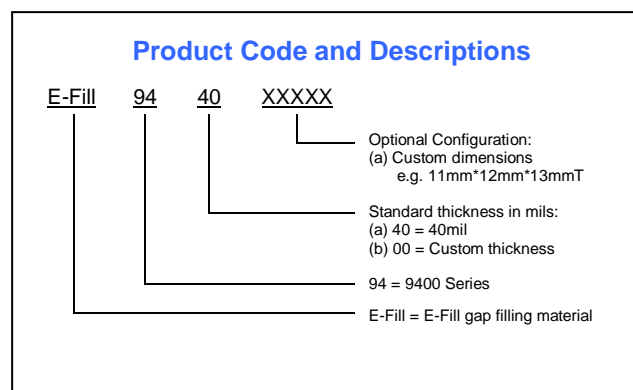 Product Code and Descriptions
E-Fill 94 40 XXXXX
Optional Configuration:
(a) Custom dimensions
e.g. 11mm*12mm*13mmT
Standard thickness in mils:
(a) 40 = 40mil
(b) 00 = Custom thickness
94 = 9400 Series
E-Fill = E-Fill gap filling material